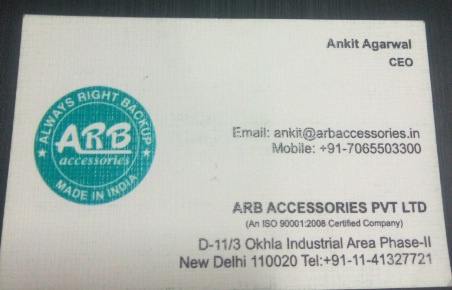 Ankit Agarwal
CEO
ALWAYS RIGHT BACKUP
ARB
accessories
MADE IN INDIA
Email: ankit@arbaccessories.in
Mobile: +91-7065503300
ARB ACCESSORIES PVT LTD
(An ISO 90001:2008 Certified Company)
D-11/3 Okhla Industrial Area Phase-II
New Delhi 110020 Tel:+91-11-41327721